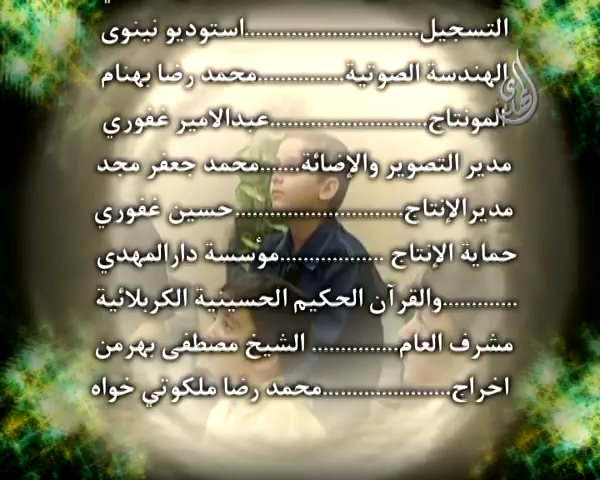 التسجيل.............................استوديو نينوى
الهندسة الصوتية...............محمد رضا بهنام
المونتاج...........................عبدالامير غفوري
مدير التصوير والإضائة.......محمد جعفر مجد
مديرالإنتاج.............................حسين غفوري
حماية الإنتاج ..................مؤسسة دارالمهدي
.............والقرآن الحكيم الحسينية الكربلائية
مشرف العام............... الشيخ مصطفى بهرمن
اخراج......................محمد رضا ملكوتي خواه